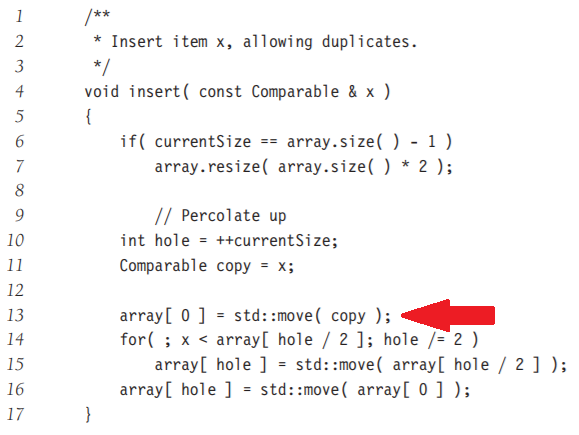 1 /**
2 * Insert item x, allowing duplicates.
3 */
4 void insert( const Comparable & x )
5 {
6 if( currentSize == array.size( ) - 1 )
7 array.resize( array.size( ) * 2 );
8
9 // Percolate up
10 int hole = ++currentSize;
11 Comparable copy = x;
12
13 array[ 0 ] = std::move( copy );
14 for( ; x < array[ hole / 2 ]; hole /= 2 )
15 array[ hole ] = std::move( array[ hole / 2 ] );
16 array[ hole ] = std::move( array[ 0 ] );
17 }